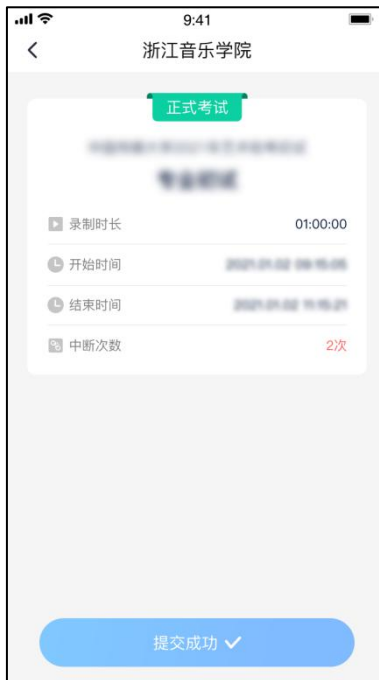 9:41
浙江音乐学院
正式考试
录制时长 01:00:00
开始时间
结束时间
中断次数 2次
提交成功